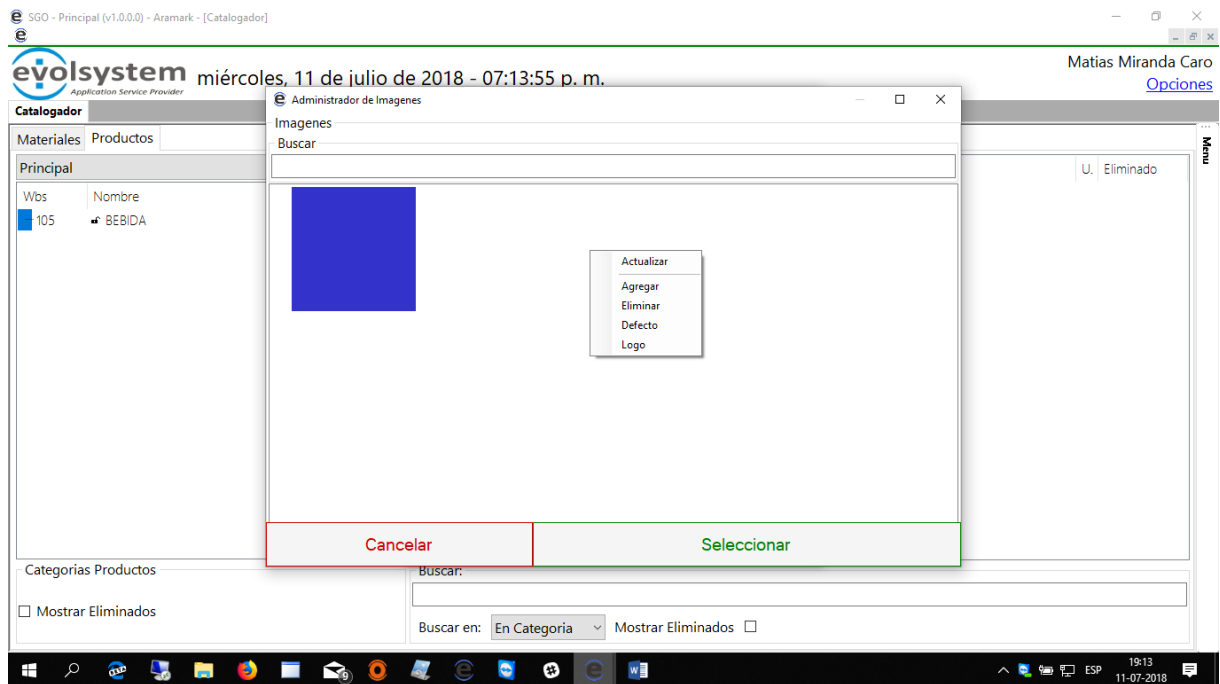 SGO - Principal (v1.0.0.0) - Aramark - [Catalogador]
evolsystem
Application Service Provider
miércoles, 11 de julio de 2018 - 07:13:55 p. m.
Matias Miranda Caro
Opciones
Catalogador
Materiales Productos
Principal
Wbs Nombre
105 BEBIDA
Administrador de Imagenes
Imagenes
Buscar
Actualizar
Agregar
Eliminar
Defecto
Logo
Cancelar Seleccionar
U. Eliminado
Menu
Categorias Productos
Mostrar Eliminados
Buscar:
Buscar en: En Categoria Mostrar Eliminados
ESP
19:13
11-07-2018